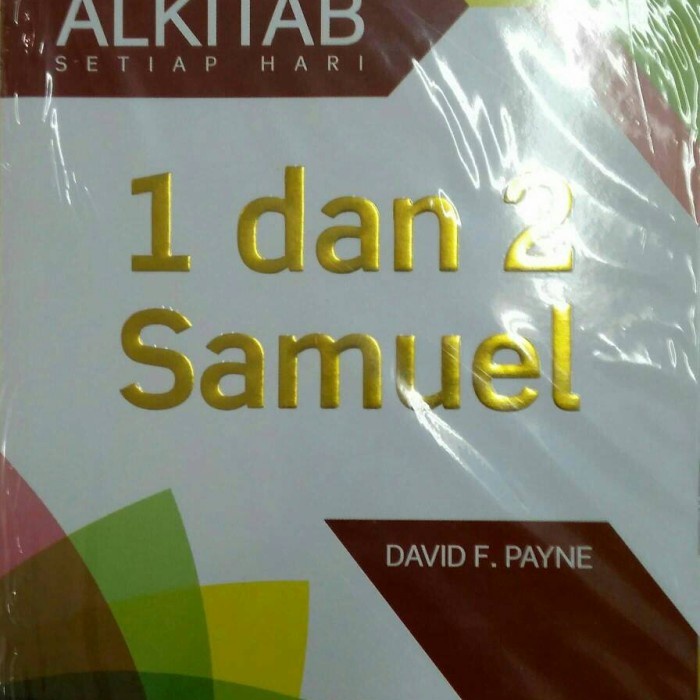 ALKITAB
SETIAP HARI
1 dan 2
Samuel
DAVID F. PAYNE